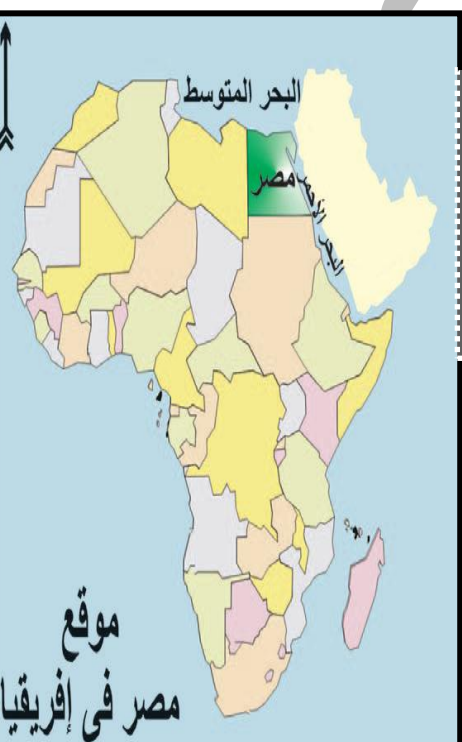 البحر المتوسط
مصر
البحر الأحمر
موقع
مصر فى إفريقيا